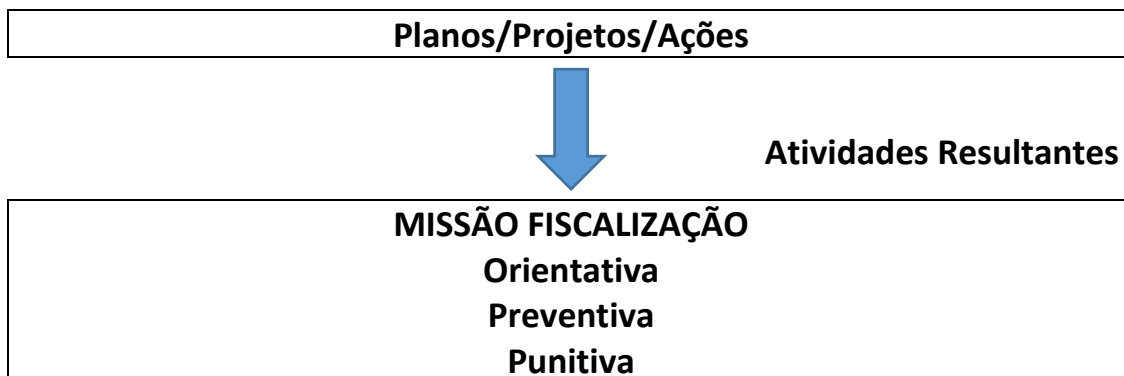 Planos/Projetos/Ações
Atividades Resultantes
MISSÃO FISCALIZAÇÃO
Orientativa
Preventiva
Punitiva